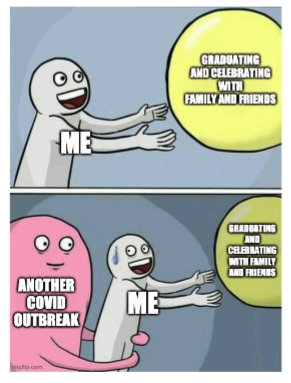 GRADUATING
AND CELEBRATING
WITH
FAMILY AND FRIENDS
ME
GRADUATING
AND
CELEBRATING
WITH FAMILY
AND FRIENDS
ANOTHER
COVID
OUTBREAK
ME
imgflip.com